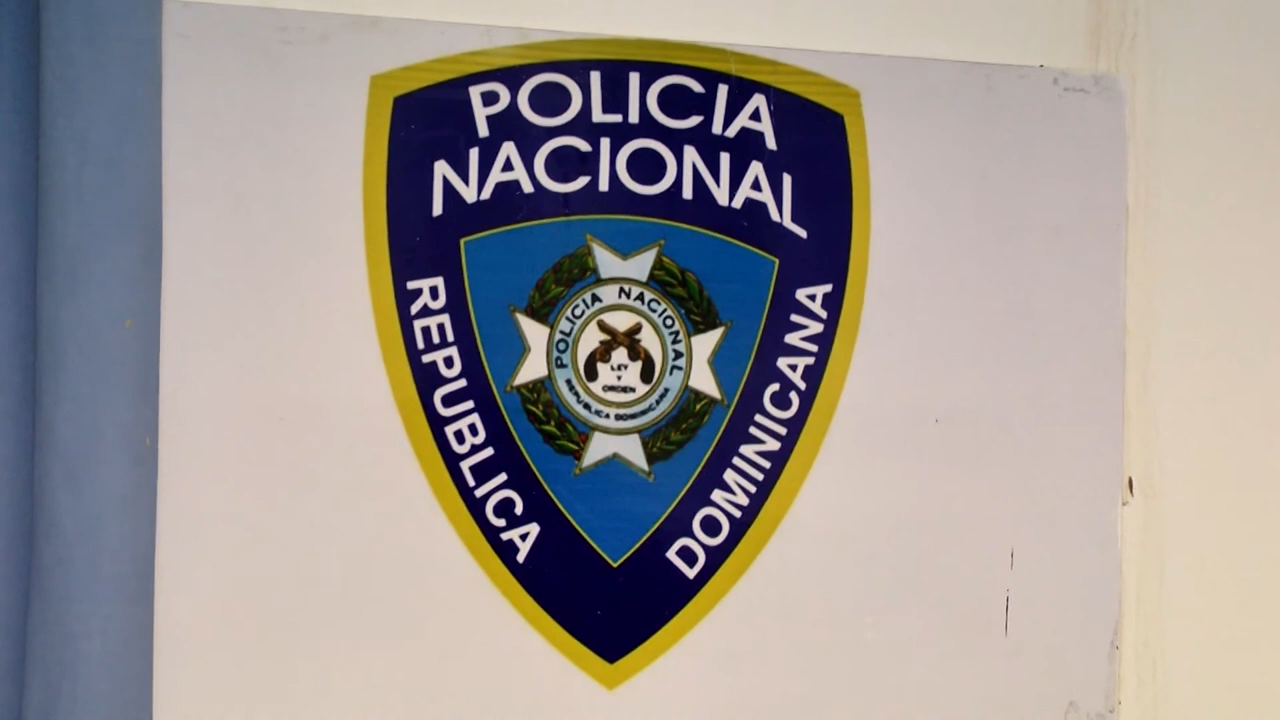 POLICIA
NACIONAL
REPUBLICA
DOMINICANA
POLICIA NACIONAL
LEY
Y
ORDEN
REPUBLICA DOMINICANA